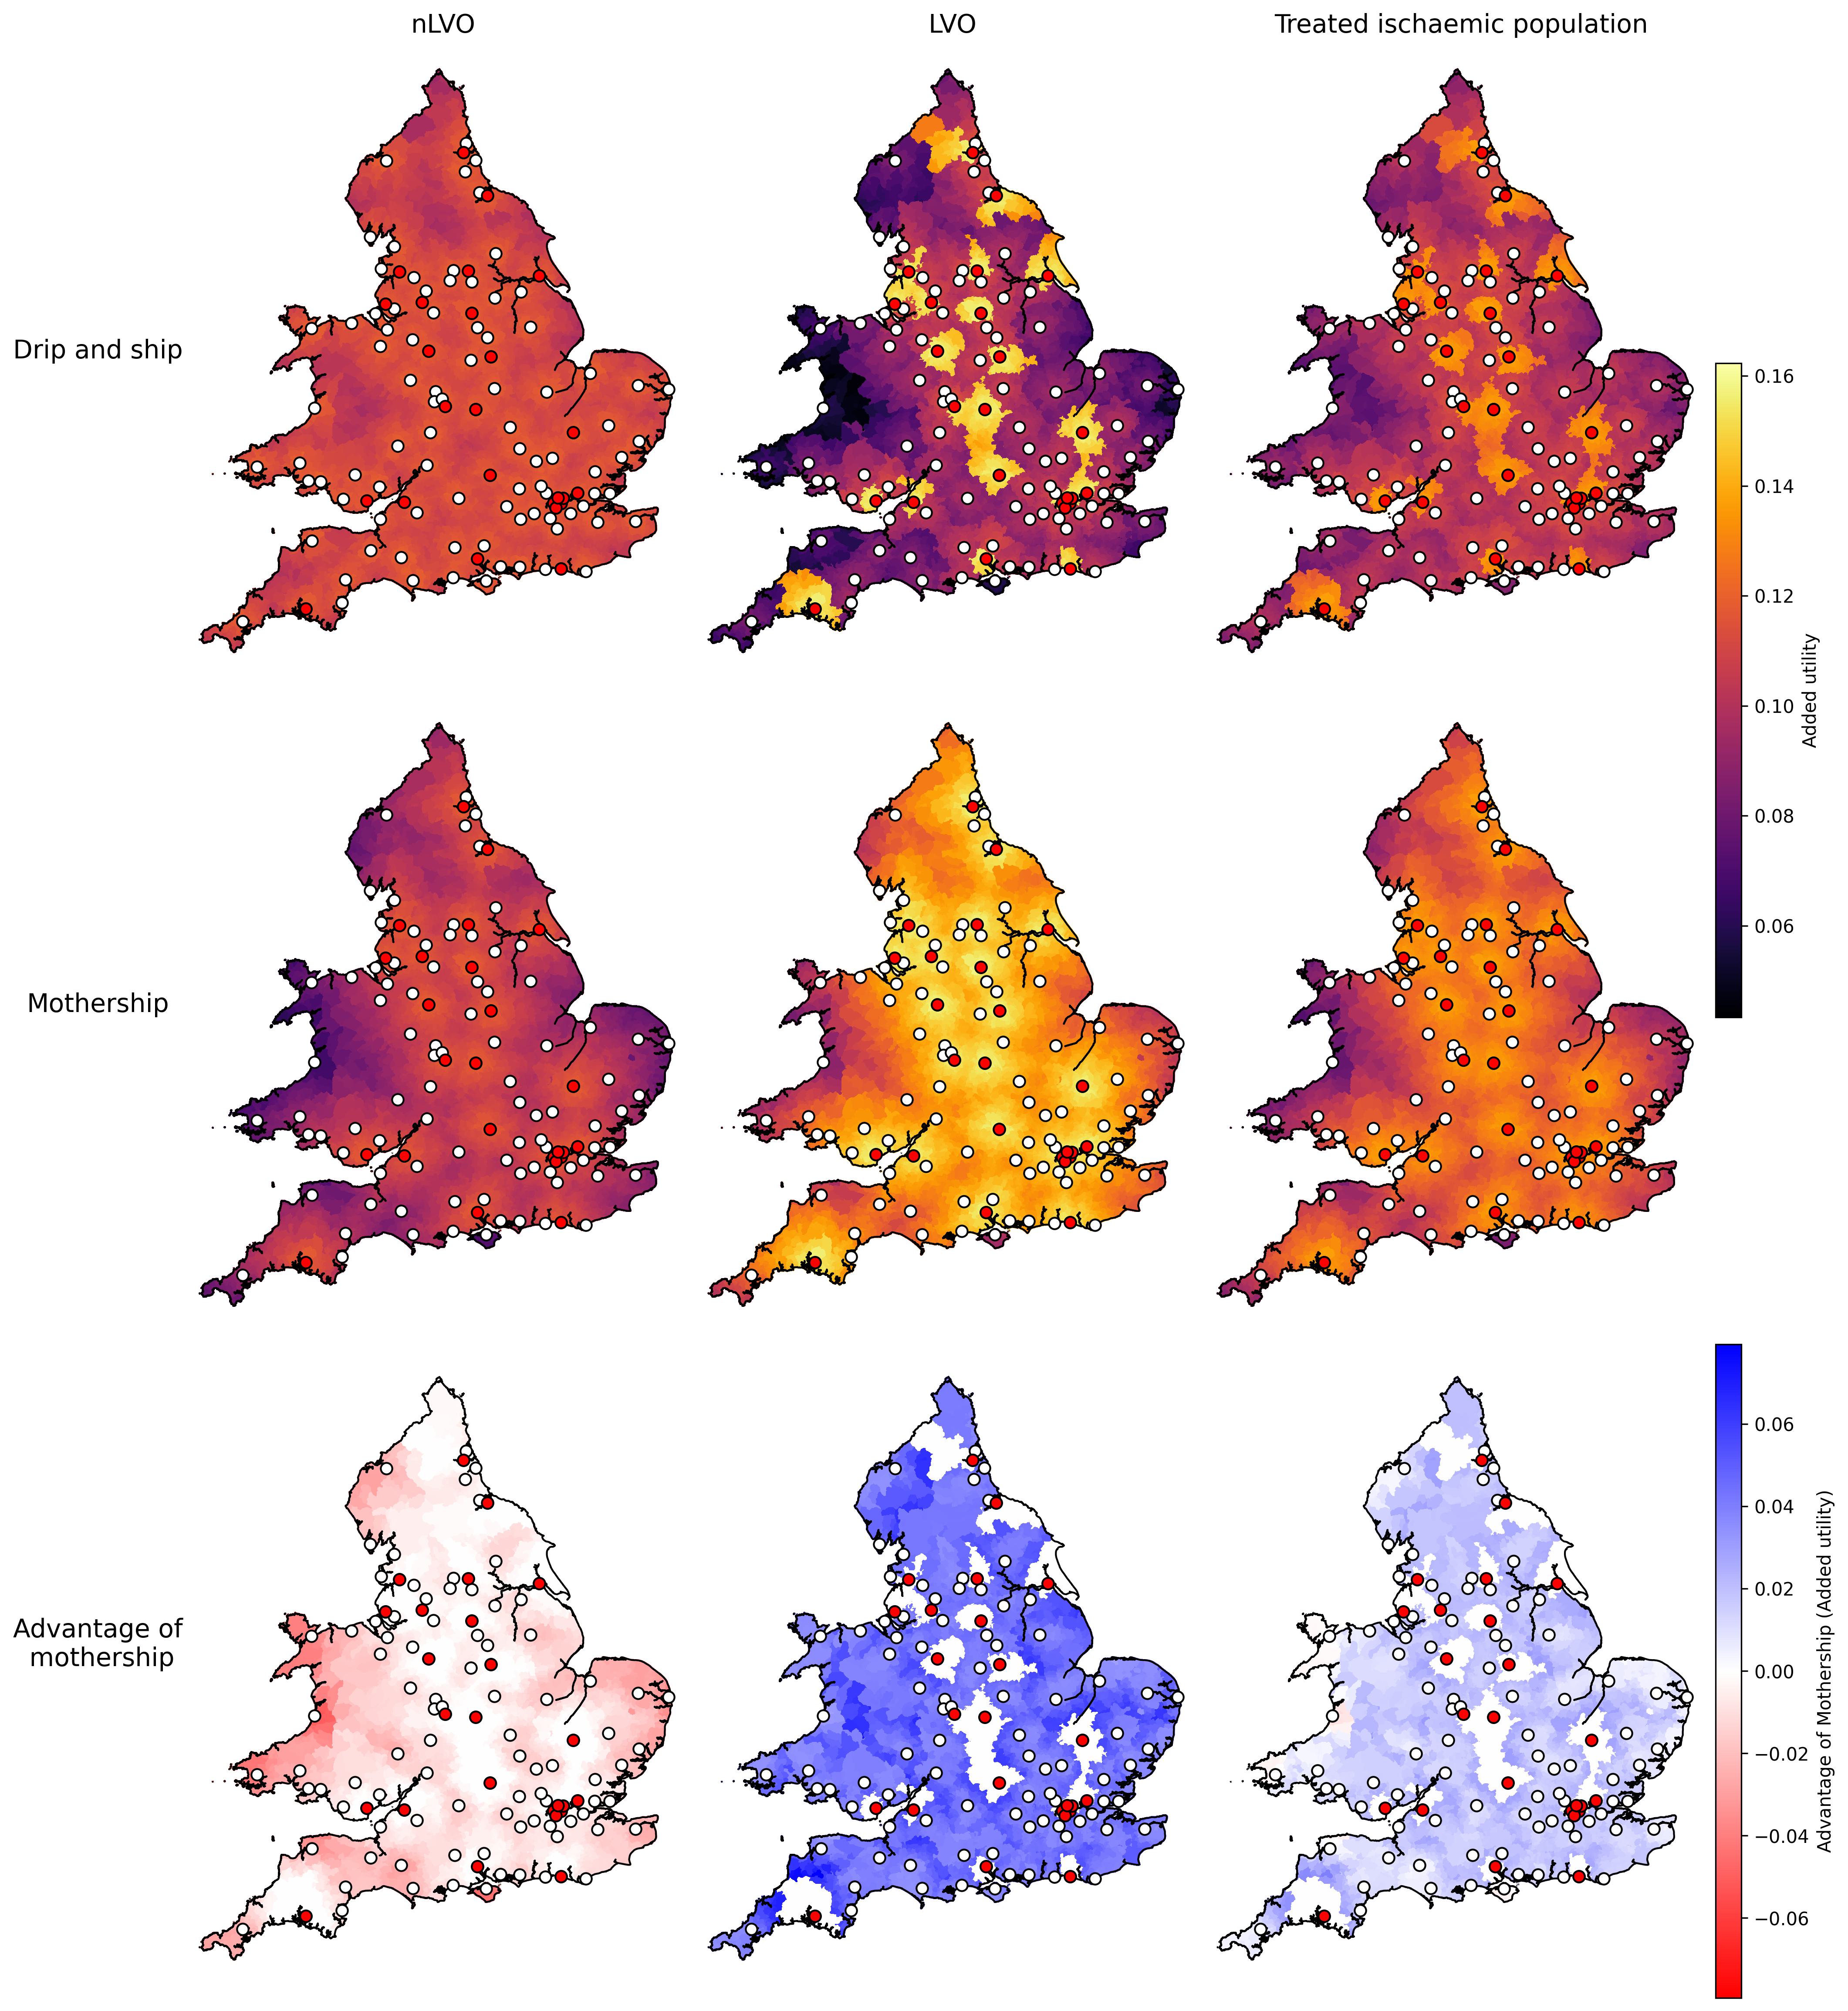 nLVO
LVO
Treated ischaemic population
Drip and ship
0.16
0.14
0.12
0.10
0.08
0.06
Added utility
Mothership
Advantage of
mothership
0.06
0.04
0.02
0.00
−0.02
−0.04
−0.06
Advantage of Mothership (Added utility)